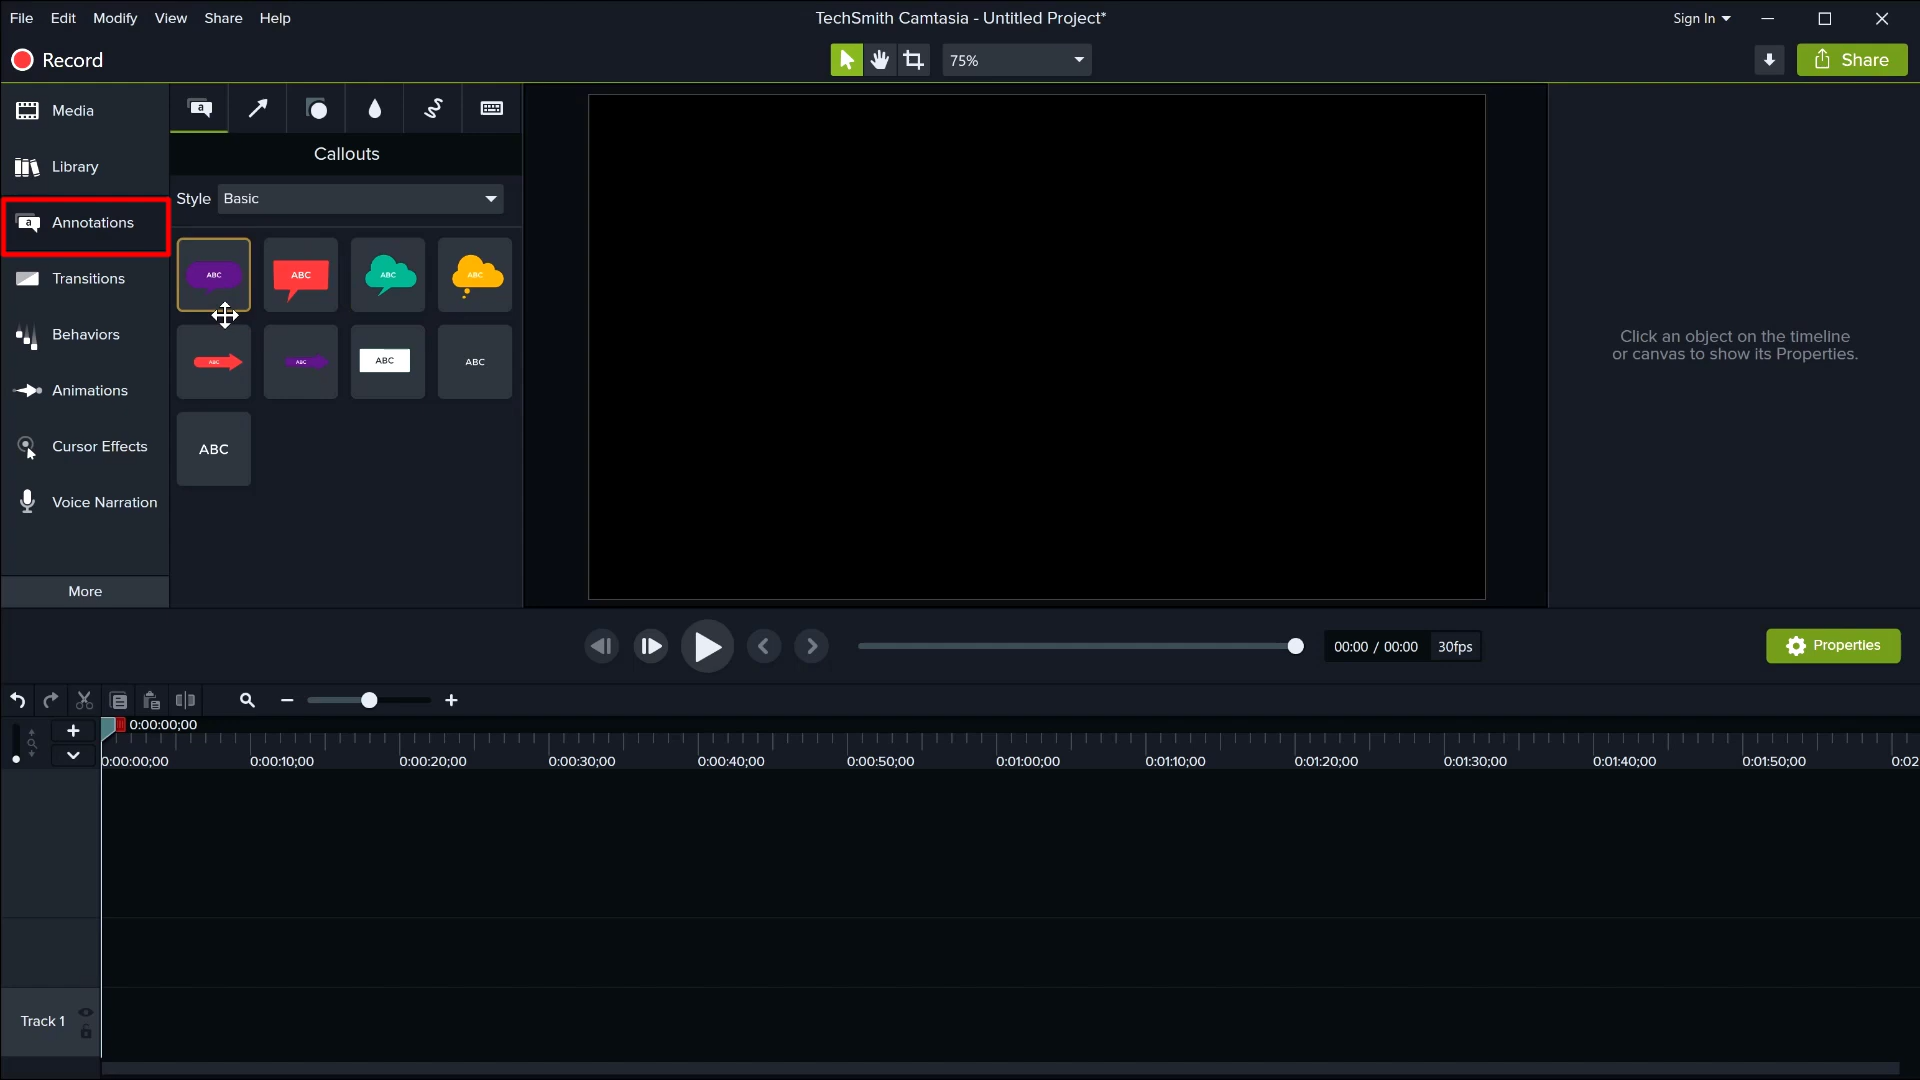 File Edit Modify View Share Help
TechSmith Camtasia - Untitled Project*
Sign In
Record
75%
Share
Media
Library
Annotations
Transitions
Behaviors
Animations
Cursor Effects
Voice Narration
More
a
a
Callouts
Style Basic
ABC ABC ABC ABC
ABC ABC ABC ABC
ABC
Click an object on the timeline
or canvas to show its Properties.
00:00 / 00:00 30fps
Properties
0:00:00;00
0:00:00;00 0:00:10;00 0:00:20;00 0:00:30;00 0:00:40;00 0:00:50;00 0:01:00;00 0:01:10;00 0:01:20;00 0:01:30;00 0:01:40;00 0:01:50;00 0:02
Track 1